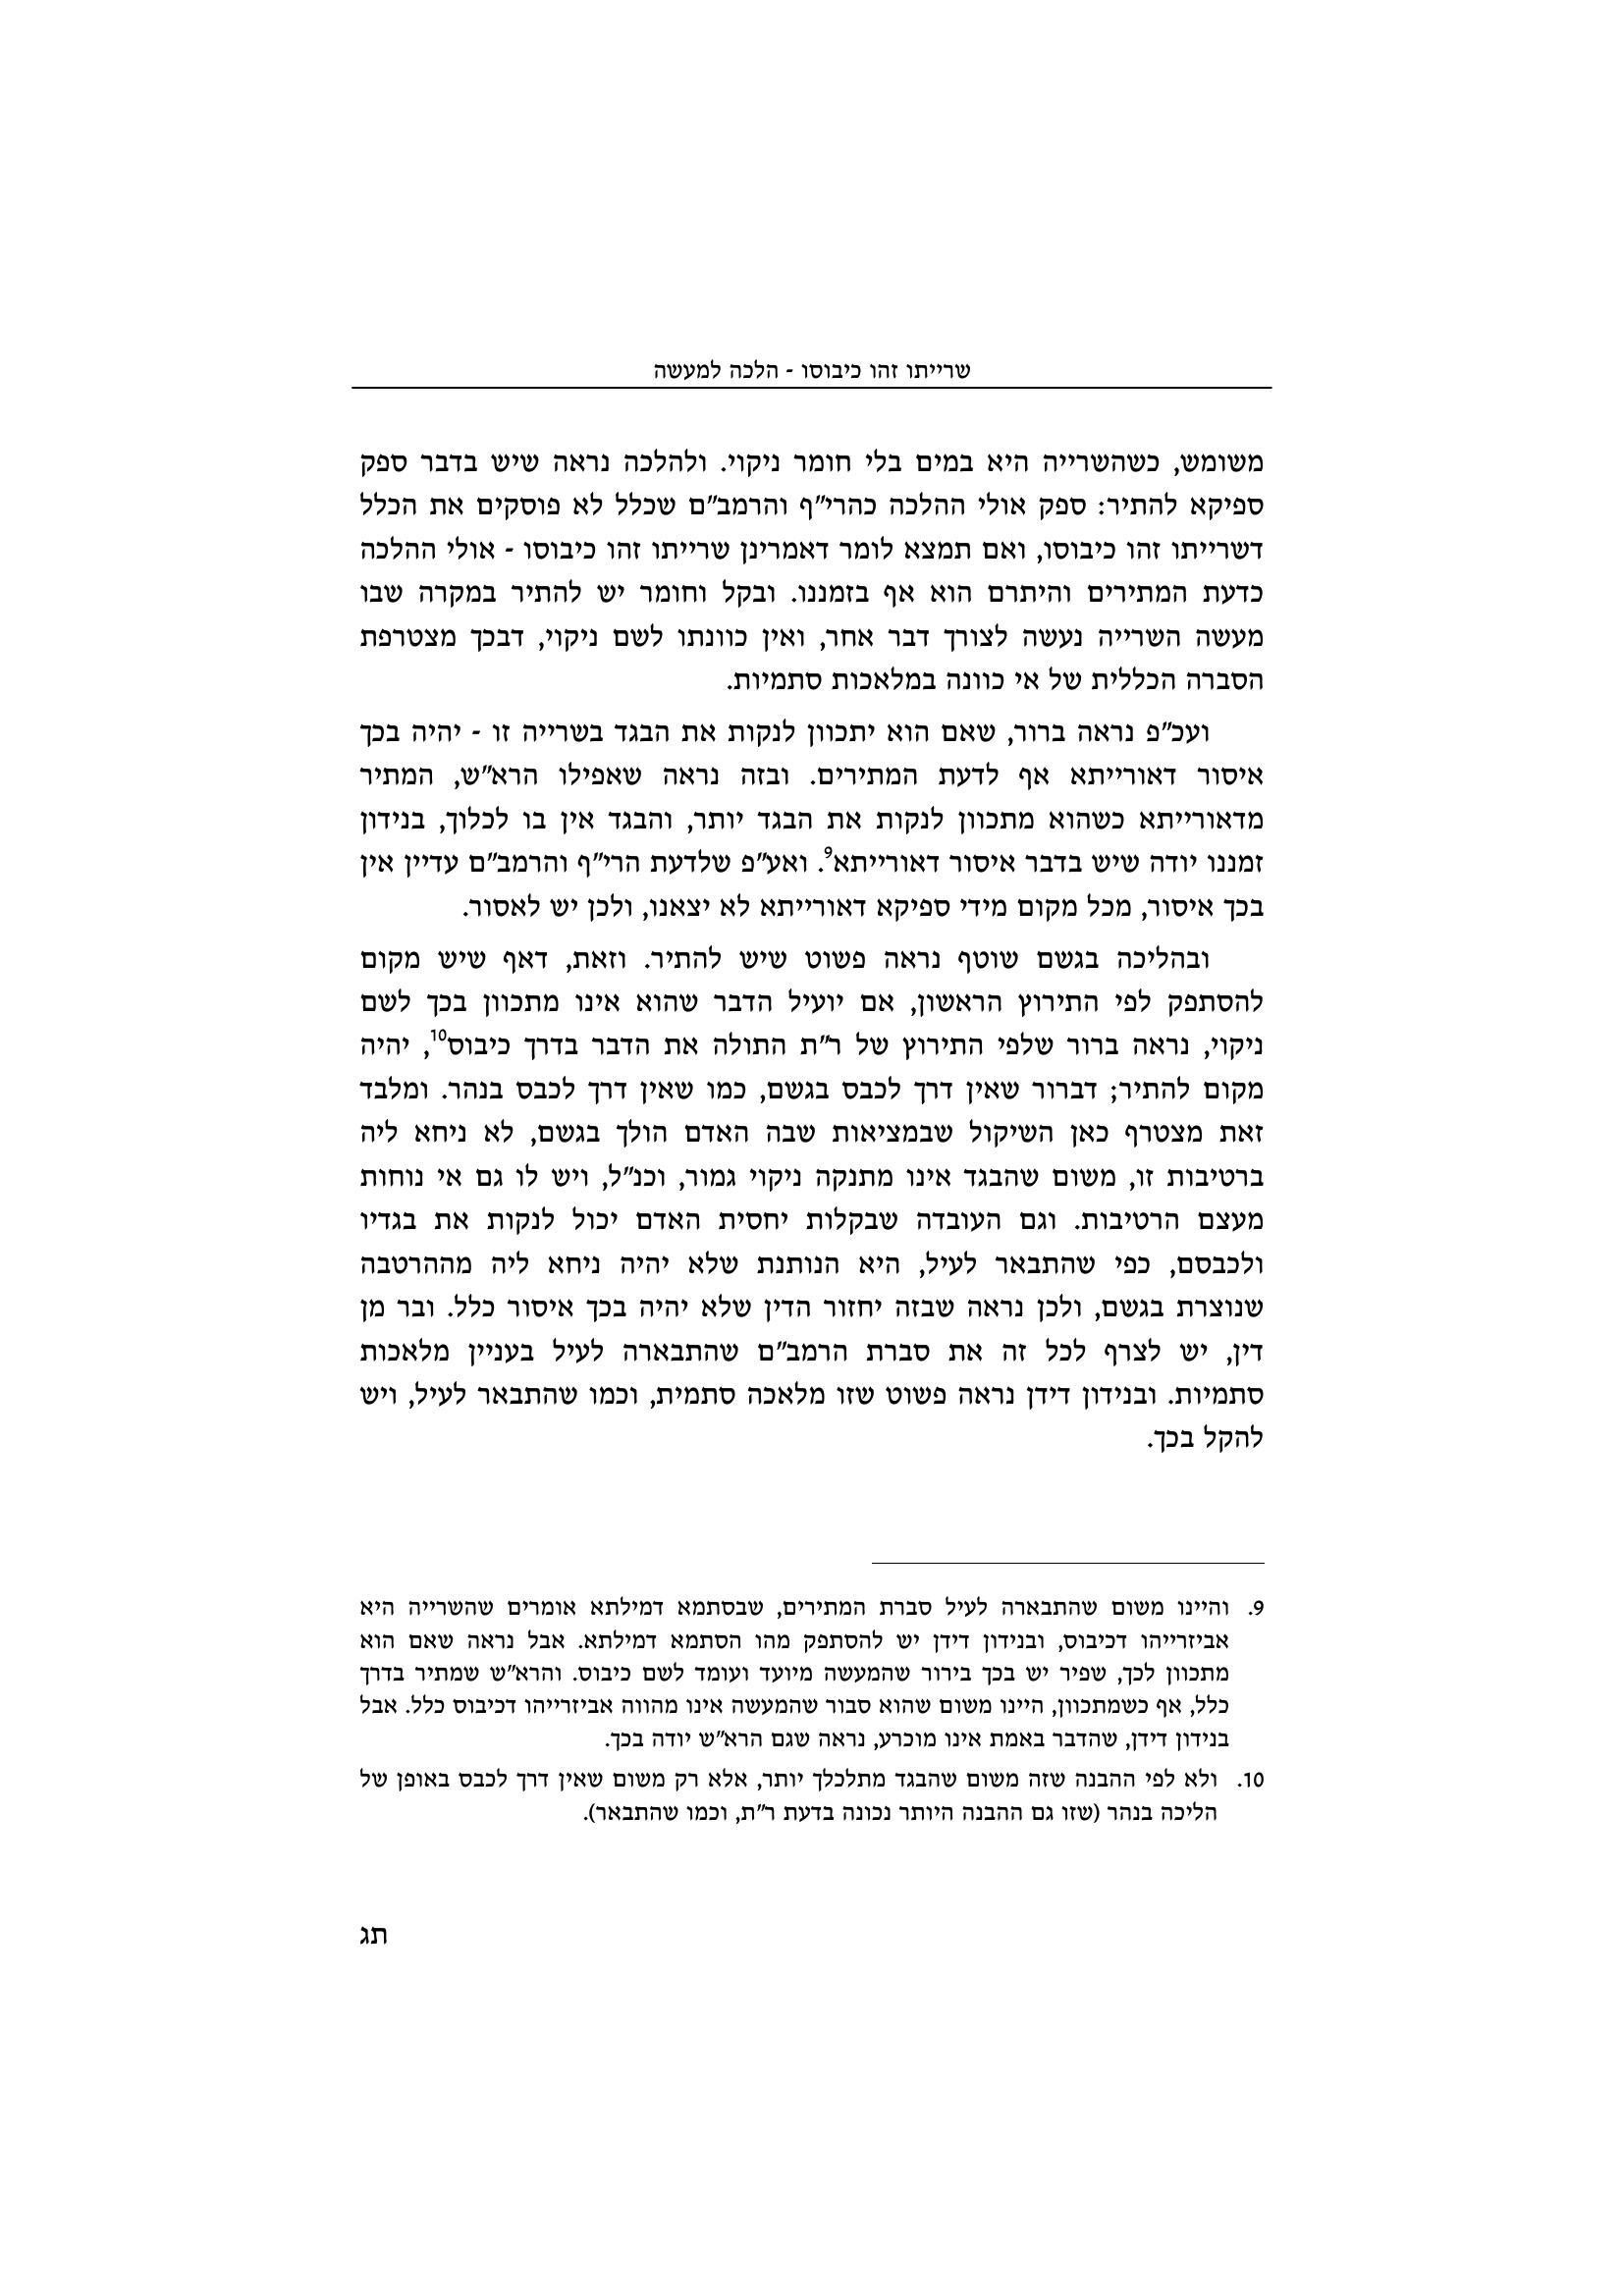 שרייתו זהו כיבוסו - הלכה למעשה
משומש, כשהשרייה היא במים בלי חומר ניקוי. ולהלכה נראה שיש בדבר ספק
ספיקא להתיר: ספק אולי ההלכה כהרי"ף והרמב"ם שכלל לא פוסקים את הכלל
דשרייתו זהו כיבוסו, ואם תמצא לומר דאמרינן שרייתו זהו כיבוסו - אולי ההלכה
כדעת המתירים והיתרם הוא אף בזמננו. ובקל וחומר יש להתיר במקרה שבו
מעשה השרייה נעשה לצורך דבר אחר, ואין כוונתו לשם ניקוי, דבכך מצטרפת
הסברה הכללית של אי כוונה במלאכות סתמיות.
ועכ"פ נראה ברור, שאם הוא יתכוון לנקות את הבגד בשרייה זו - יהיה בכך
איסור דאורייתא אף לדעת המתירים. ובזה נראה שאפילו הרא"ש, המתיר
מדאורייתא כשהוא מתכוון לנקות את הבגד יותר, והבגד אין בו לכלוך, בנידון
זמננו יודה שיש בדבר איסור דאורייתא9. ואע"פ שלדעת הרי"ף והרמב"ם עדיין אין
בכך איסור, מכל מקום מידי ספיקא דאורייתא לא יצאנו, ולכן יש לאסור.
ובהליכה בגשם שוטף נראה פשוט שיש להתיר. וזאת, דאף שיש מקום
להסתפק לפי התירוץ הראשון, אם יועיל הדבר שהוא אינו מתכוון בכך לשם
ניקוי, נראה ברור שלפי התירוץ של ר"ת התולה את הדבר בדרך כיבוס10, יהיה
מקום להתיר; דברור שאין דרך לכבס בגשם, כמו שאין דרך לכבס בנהר. ומלבד
זאת מצטרף כאן השיקול שבמציאות שבה האדם הולך בגשם, לא ניחא ליה
ברטיבות זו, משום שהבגד אינו מתנקה ניקוי גמור, וכנ"ל, ויש לו גם אי נוחות
מעצם הרטיבות. וגם העובדה שבקלות יחסית האדם יכול לנקות את בגדיו
ולכבסם, כפי שהתבאר לעיל, היא הנותנת שלא יהיה ניחא ליה מההרטבה
שנוצרת בגשם, ולכן נראה שבזה יחזור הדין שלא יהיה בכך איסור כלל. ובר מן
דין, יש לצרף לכל זה את סברת הרמב"ם שהתבארה לעיל בעניין מלאכות
סתמיות. ובנידון דידן נראה פשוט שזו מלאכה סתמית, וכמו שהתבאר לעיל, ויש
להקל בכך.
9. והיינו משום שהתבארה לעיל סברת המתירים, שבסתמא דמילתא אומרים שהשרייה היא
אביזרייהו דכיבוס, ובנידון דידן יש להסתפק מהו הסתמא דמילתא. אבל נראה שאם הוא
מתכוון לכך, שפיר יש בכך בירור שהמעשה מיועד ועומד לשם כיבוס. והרא"ש שמתיר בדרך
כלל, אף כשמתכוון, היינו משום שהוא סבור שהמעשה אינו מהווה אביזרייהו דכיבוס כלל. אבל
בנידון דידן, שהדבר באמת אינו מוכרע, נראה שגם הרא"ש יודה בכך.
10. ולא לפי ההבנה שזה משום שהבגד מתלכלך יותר, אלא רק משום שאין דרך לכבס באופן של
הליכה בנהר (שזו גם ההבנה היותר נכונה בדעת ר"ת, וכמו שהתבאר).
תג